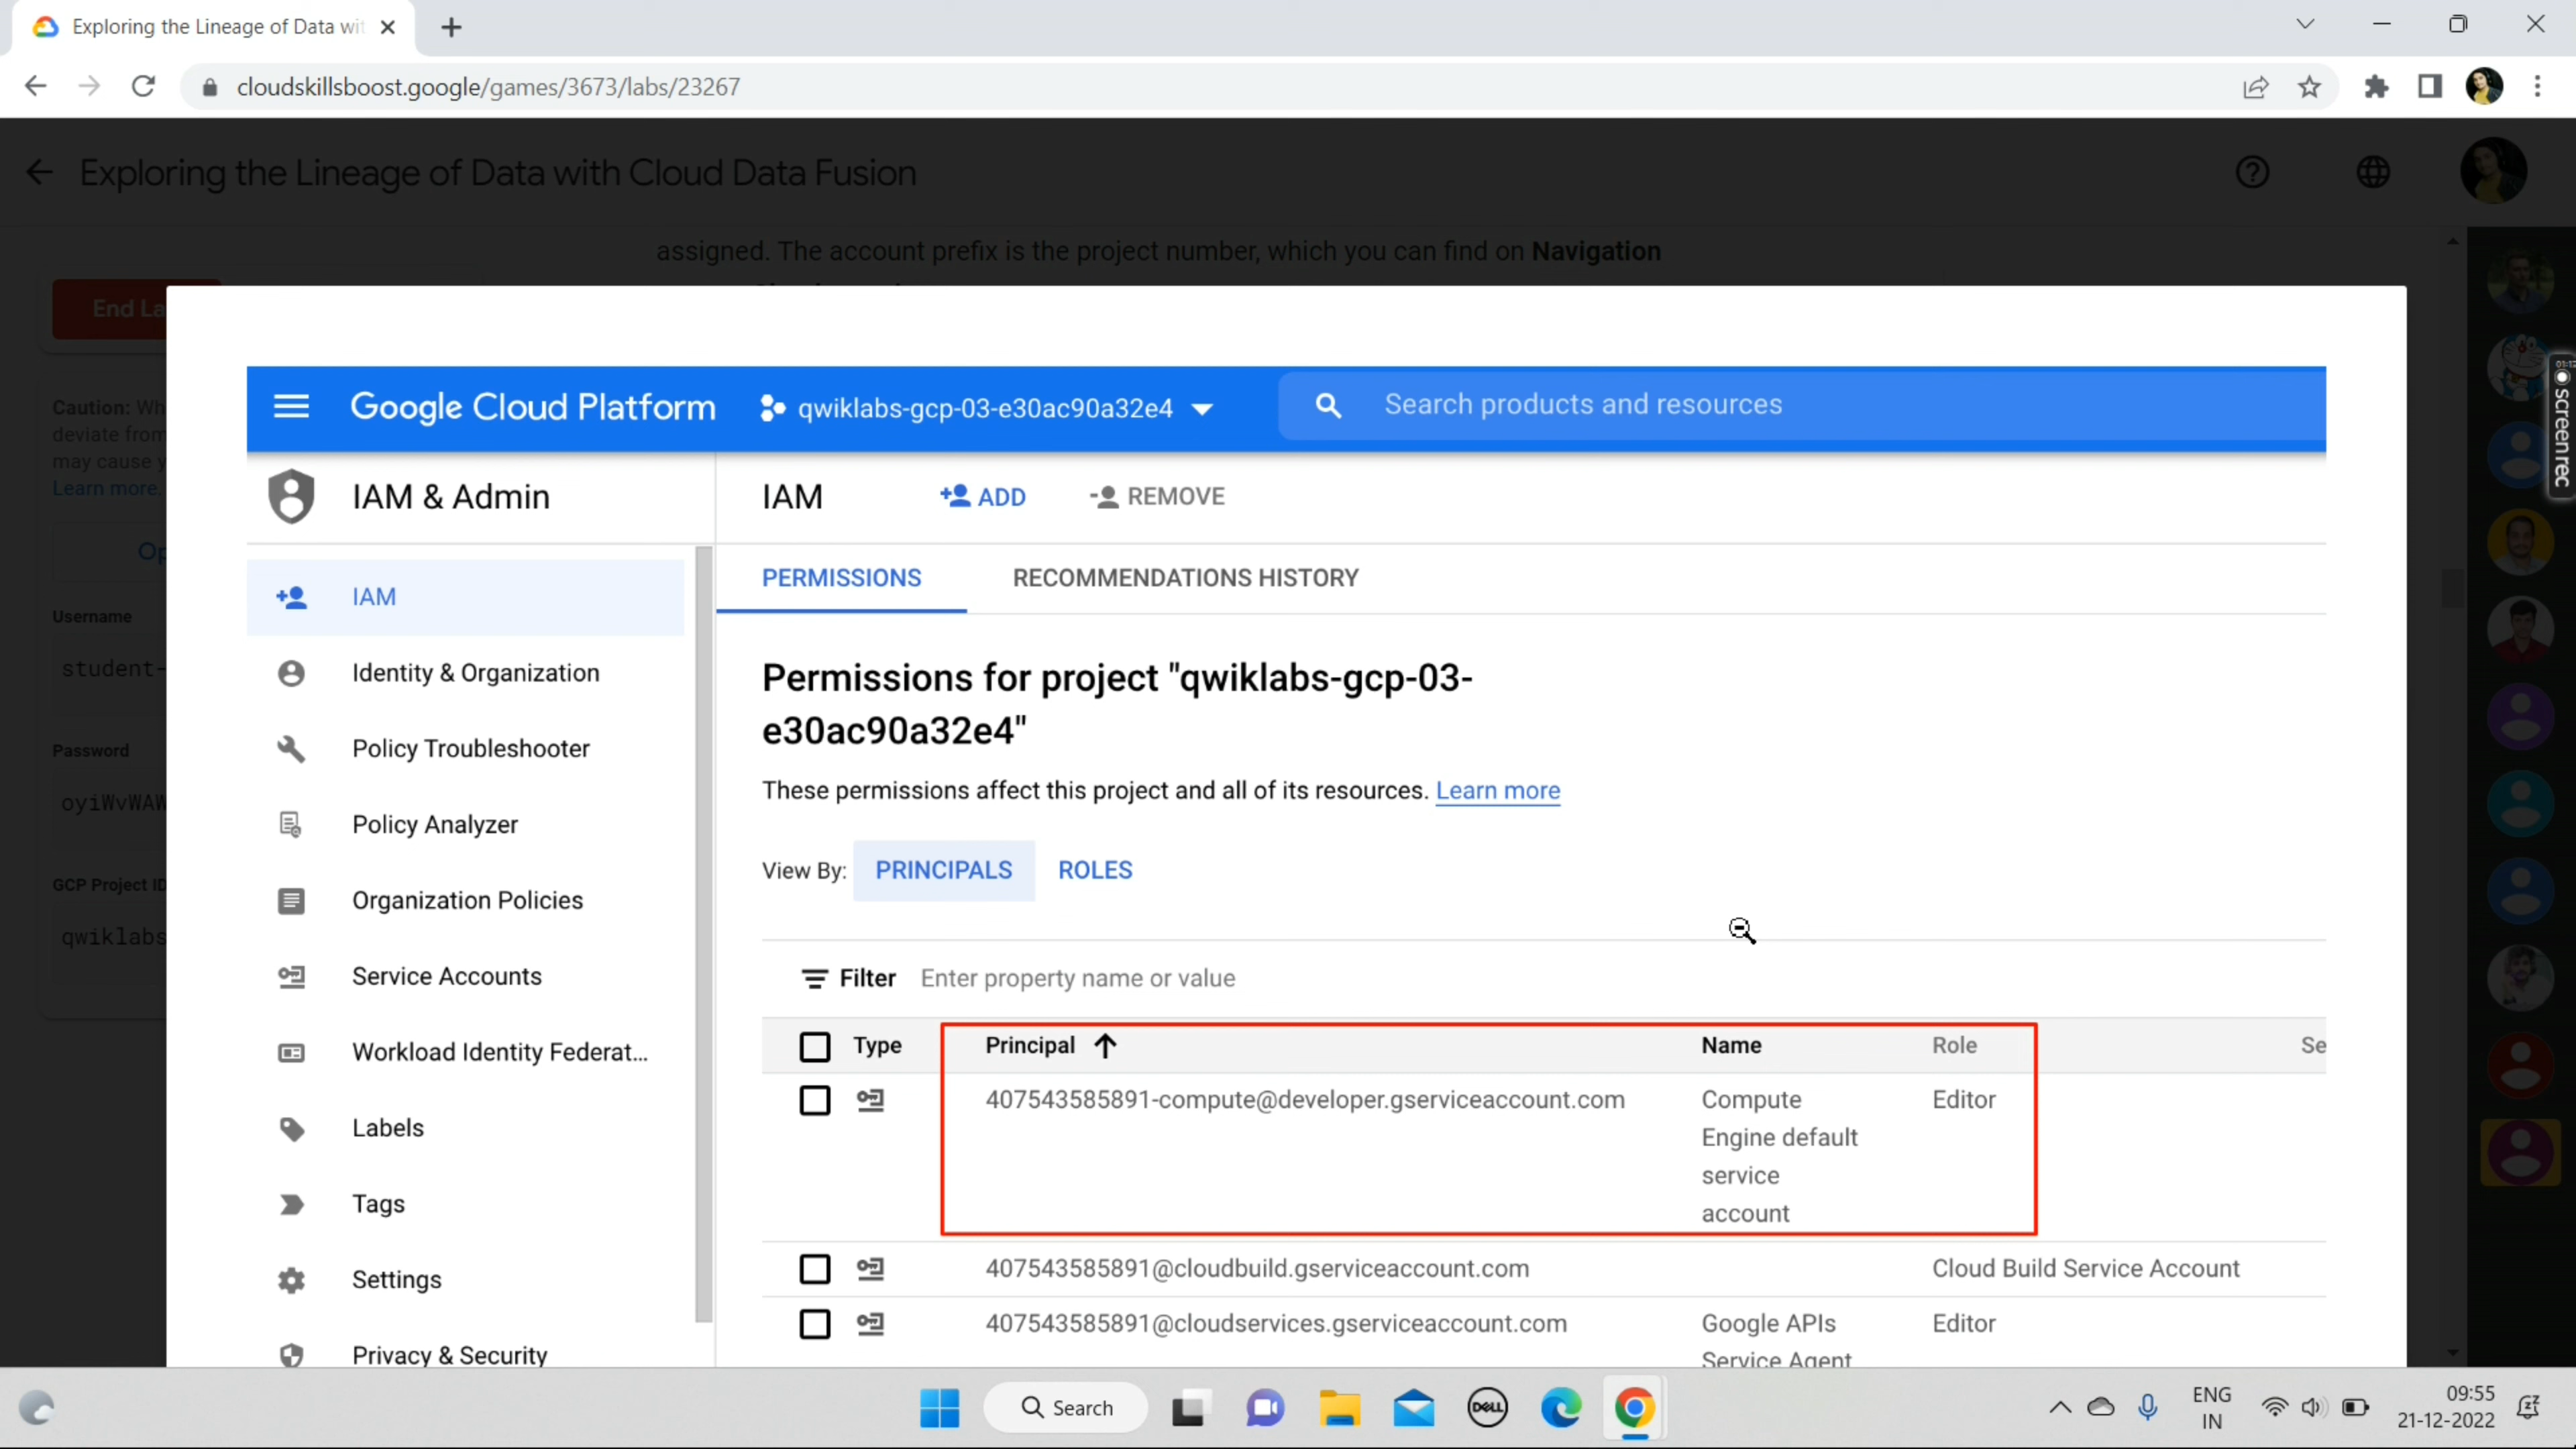 Exploring the Lineage of Data wit
cloudskillsboost.google/games/3673/labs/23267
Exploring the Lineage of Data with Cloud Data Fusion
assigned. The account prefix is the project number, which you can find on Navigation
End La
Caution: Wh
deviate from
may cause y
Learn more.
Op
Username
student-
Password
oyiWvWAW
GCP Project ID
qwiklabs
Google Cloud Platform
qwiklabs-gcp-03-e30ac90a32e4
Search products and resources
IAM & Admin
IAM
ADD
REMOVE
IAM
Identity & Organization
Policy Troubleshooter
Policy Analyzer
Organization Policies
Service Accounts
Workload Identity Federat...
Labels
Tags
Settings
Privacy & Security
PERMISSIONS
RECOMMENDATIONS HISTORY
Permissions for project "qwiklabs-gcp-03-
e30ac90a32e4"
These permissions affect this project and all of its resources. Learn more
View By: PRINCIPALS ROLES
Filter Enter property name or value
Type Principal Name Role Se
407543585891-compute@developer.gserviceaccount.com Compute Editor
Engine default
service
account
407543585891@cloudbuild.gserviceaccount.com Cloud Build Service Account
407543585891@cloudservices.gserviceaccount.com Google APIs Editor
Service Agent
screenrec
Search
DELL
ENG
IN
09:55
21-12-2022